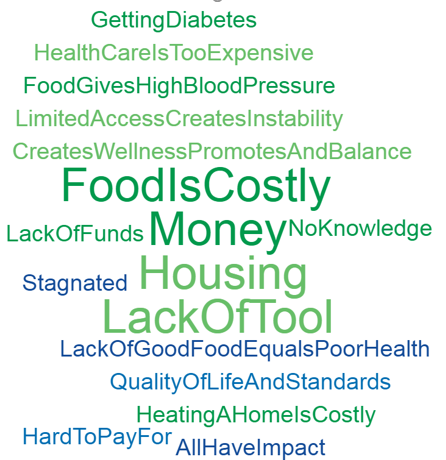 GettingDiabetes
HealthCareIsTooExpensive
FoodGivesHighBloodPressure
LimitedAccessCreatesInstability
CreatesWellnessPromotesAndBalance
FoodIsCostly
LackOfFunds Money NoKnowledge
Stagnated Housing
LackOfTool
LackOfGoodFoodEqualsPoorHealth
QualityOfLifeAndStandards
HeatingAHomeIsCostly
HardToPayFor AllHaveImpact